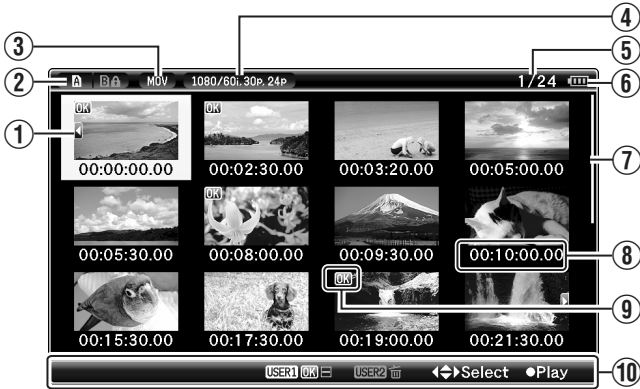 ④
③ ⑤
② A B MOV 1080/60i.30P.24P 1/24 ⑥
① OK OK ⑦
00:00:00.00 00:02:30.00 00:03:20.00 00:05:00.00
OK
00:05:30.00 00:08:00.00 00:09:30.00 00:10:00.00 ⑧
OK ⑨
00:15:30.00 00:17:30.00 00:19:00.00 00:21:30.00
USER1 OK USER2 Select ●Play ⑩